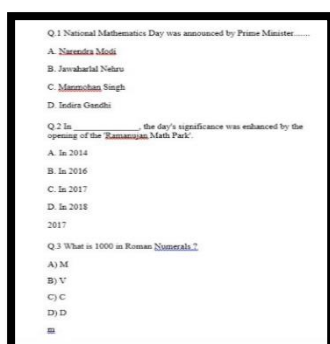 Q.1 National Mathematics Day was announced by Prime Minister.......
A. Narendra Modi
B. Jawaharlal Nehru
C. Manmohan Singh
D. Indira Gandhi
Q.2 In ______________, the day's significance was enhanced by the
opening of the 'Ramanujan Math Park'.
A. In 2014
B. In 2016
C. In 2017
D. In 2018
2017
Q.3 What is 1000 in Roman Numerals ?
A) M
B) V
C) C
D) D
m